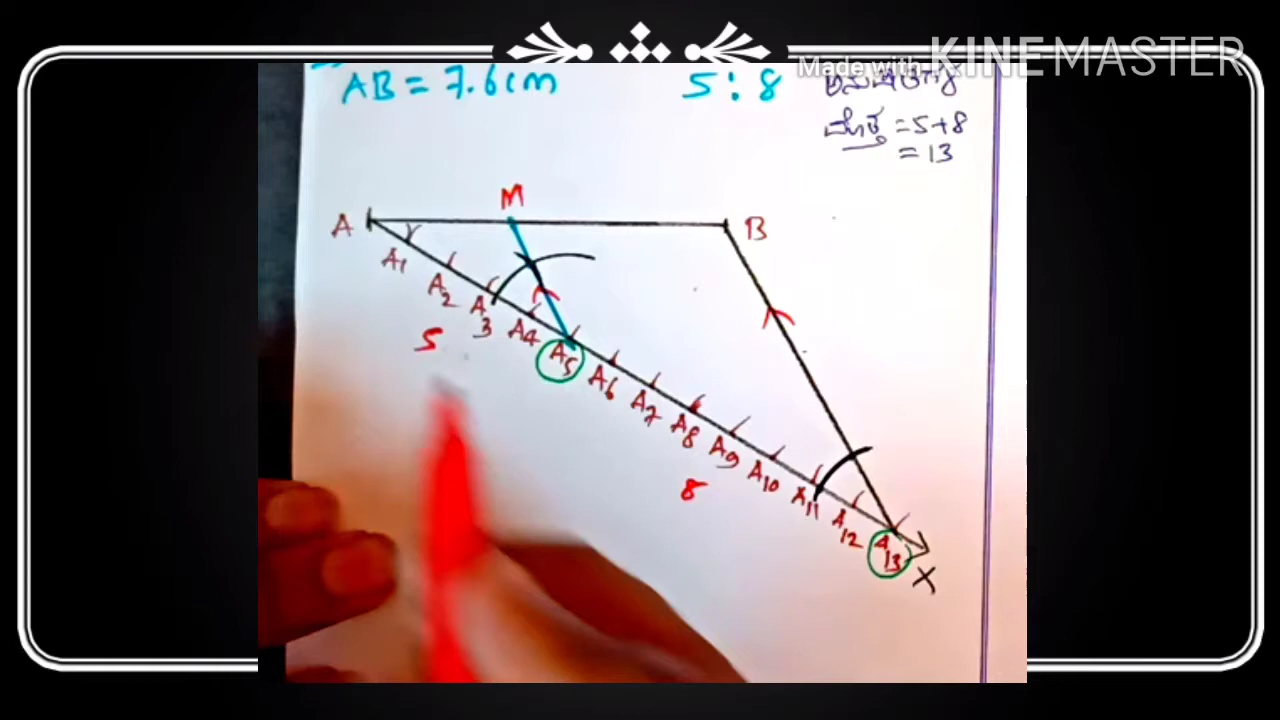 Made with KINEMASTER
AB = 7.6cm 5 : 8
ಮೊತ್ತ = 5+8
= 13
M
A B
A1
A2
A3
A4
5
A5
A6
A7
A8
A9
A10
8
A11
A12
A13
X